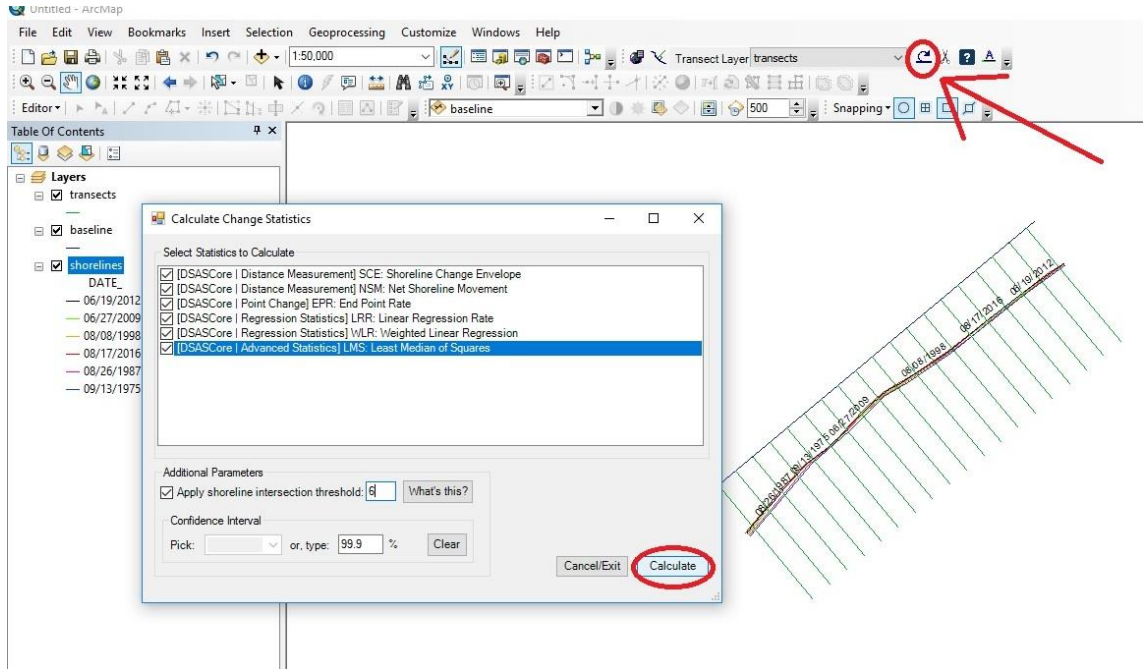 Untitled - ArcMap
File Edit View Bookmarks Insert Selection Geoprocessing Customize Windows Help
1:50,000
Transect Layer transects
Editor
baseline
500
Snapping
Table Of Contents
Layers
transects
baseline
shorelines
DATE_
06/19/2012
06/27/2009
08/08/1998
08/17/2016
08/26/1987
09/13/1975
Calculate Change Statistics
Select Statistics to Calculate
[DSASCore | Distance Measurement] SCE: Shoreline Change Envelope
[DSASCore | Distance Measurement] NSM: Net Shoreline Movement
[DSASCore | Point Change] EPR: End Point Rate
[DSASCore | Regression Statistics] LRR: Linear Regression Rate
[DSASCore | Regression Statistics] WLR: Weighted Linear Regression
[DSASCore | Advanced Statistics] LMS: Least Median of Squares
Additional Parameters
Apply shoreline intersection threshold: 6 What's this?
Confidence Interval
Pick: or, type: 99.9 % Clear
Cancel/Exit Calculate
06/19/2012
08/17/2016
08/08/1998
06/27/2009
09/13/1975
08/26/1987